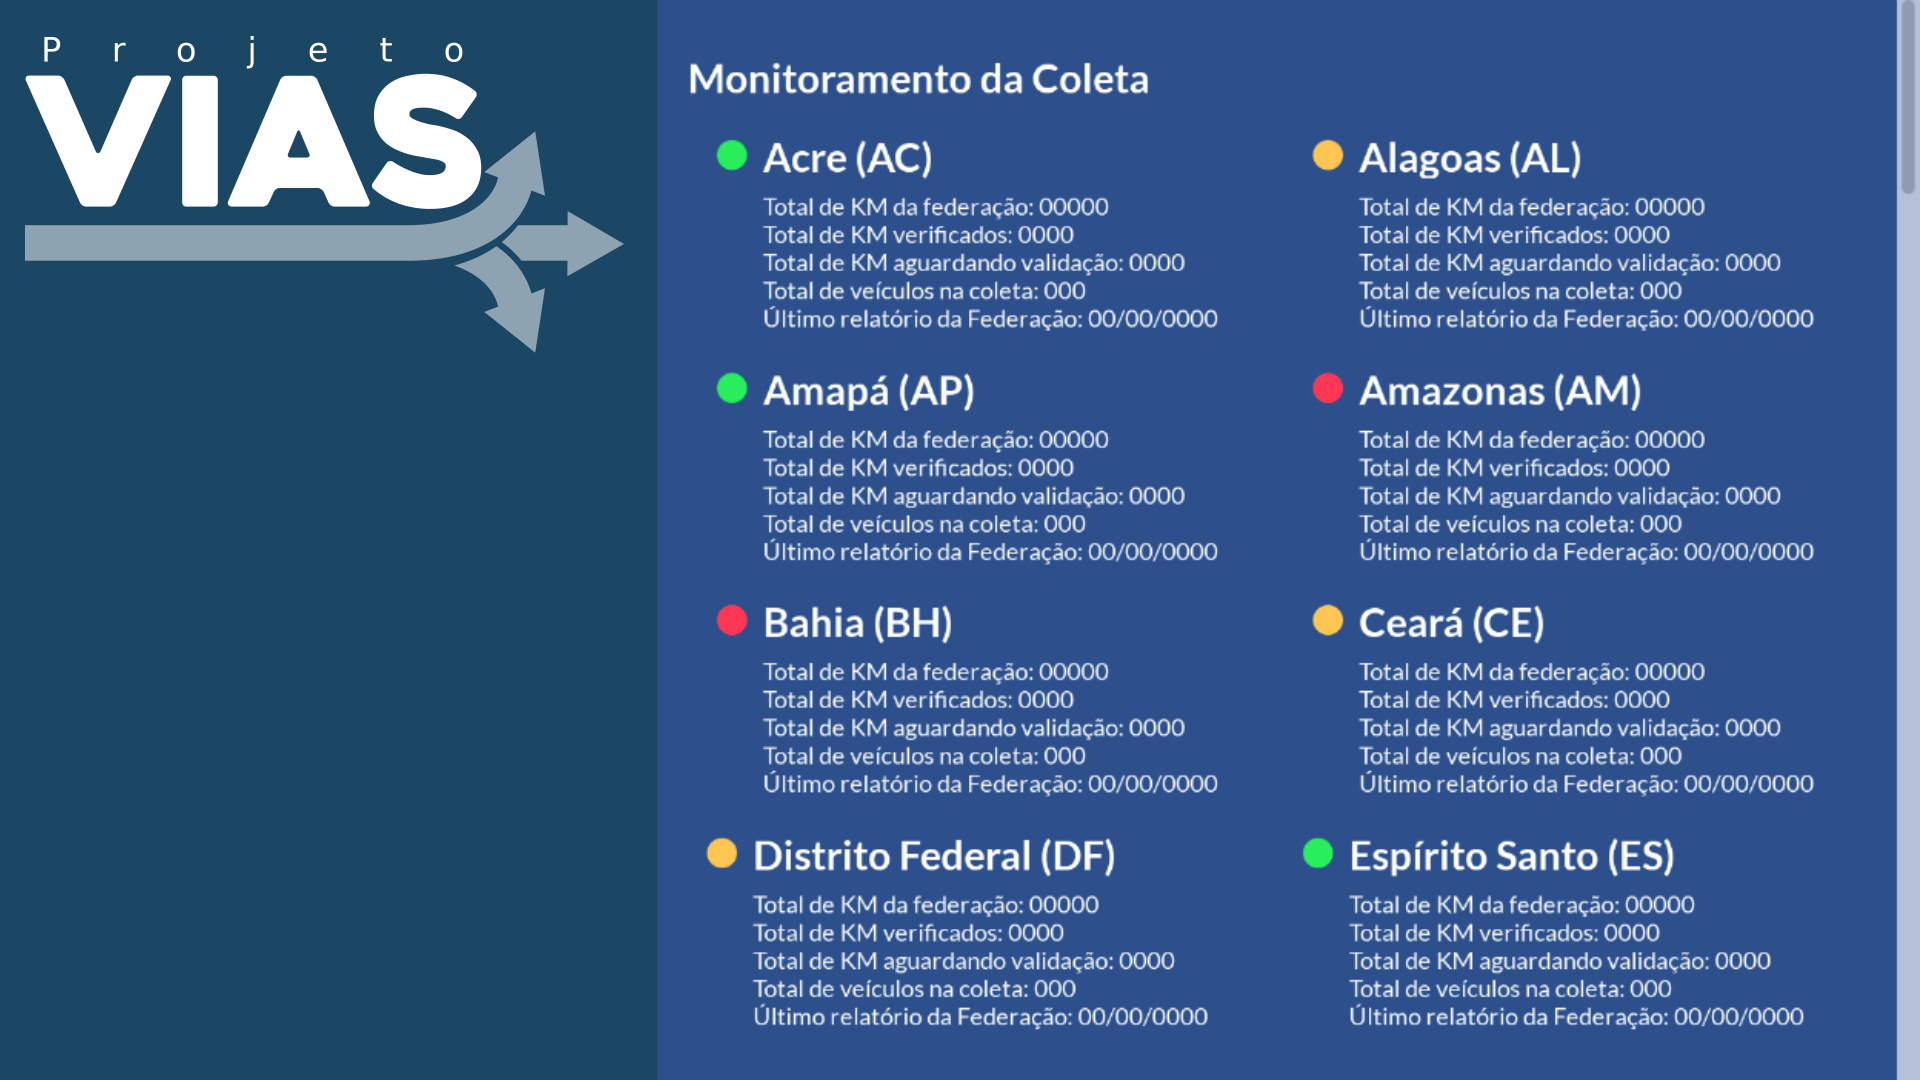 Projeto
VIAS
Monitoramento da Coleta
Acre (AC)
Total de KM da federação: 00000
Total de KM verificados: 0000
Total de KM aguardando validação: 0000
Total de veículos na coleta: 000
Último relatório da Federação: 00/00/0000
Alagoas (AL)
Total de KM da federação: 00000
Total de KM verificados: 0000
Total de KM aguardando validação: 0000
Total de veículos na coleta: 000
Último relatório da Federação: 00/00/0000
Amapá (AP)
Total de KM da federação: 00000
Total de KM verificados: 0000
Total de KM aguardando validação: 0000
Total de veículos na coleta: 000
Último relatório da Federação: 00/00/0000
Amazonas (AM)
Total de KM da federação: 00000
Total de KM verificados: 0000
Total de KM aguardando validação: 0000
Total de veículos na coleta: 000
Último relatório da Federação: 00/00/0000
Bahia (BH)
Total de KM da federação: 00000
Total de KM verificados: 0000
Total de KM aguardando validação: 0000
Total de veículos na coleta: 000
Último relatório da Federação: 00/00/0000
Ceará (CE)
Total de KM da federação: 00000
Total de KM verificados: 0000
Total de KM aguardando validação: 0000
Total de veículos na coleta: 000
Último relatório da Federação: 00/00/0000
Distrito Federal (DF)
Total de KM da federação: 00000
Total de KM verificados: 0000
Total de KM aguardando validação: 0000
Total de veículos na coleta: 000
Último relatório da Federação: 00/00/0000
Espírito Santo (ES)
Total de KM da federação: 00000
Total de KM verificados: 0000
Total de KM aguardando validação: 0000
Total de veículos na coleta: 000
Último relatório da Federação: 00/00/0000